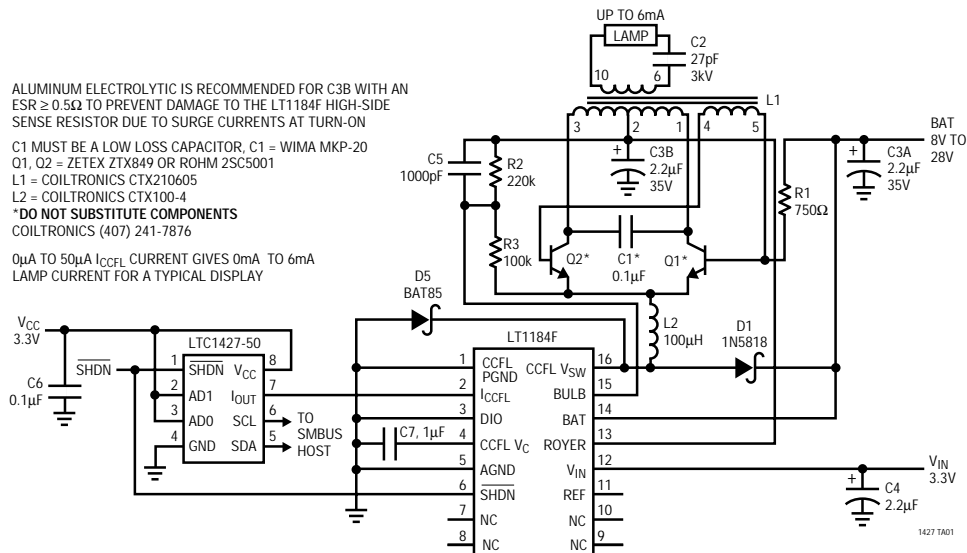 UP TO 6mA
LAMP
C2
27pF
3kV
10
6
L1
3
2
1
4
5
ALUMINUM ELECTROLYTIC IS RECOMMENDED FOR C3B WITH AN
ESR ≥ 0.5Ω TO PREVENT DAMAGE TO THE LT1184F HIGH-SIDE
SENSE RESISTOR DUE TO SURGE CURRENTS AT TURN-ON
C1 MUST BE A LOW LOSS CAPACITOR, C1 = WIMA MKP-20
Q1, Q2 = ZETEX ZTX849 OR ROHM 2SC5001
L1 = COILTRONICS CTX210605
L2 = COILTRONICS CTX100-4
*DO NOT SUBSTITUTE COMPONENTS
COILTRONICS (407) 241-7876
0µA TO 50µA ICCFL CURRENT GIVES 0mA TO 6mA
LAMP CURRENT FOR A TYPICAL DISPLAY
C5
1000pF
R2
220k
R3
100k
+
C3B
2.2µF
35V
BAT
8V TO
28V
+
C3A
2.2µF
35V
R1
750Ω
Q2*
C1*
0.1µF
Q1*
D5
BAT85
L2
100µH
D1
1N5818
VCC
3.3V
SHDN
C6
0.1µF
LTC1427-50
1
SHDN
2
AD1
3
AD0
4
GND
VCC
8
IOUT
7
SCL
6
SDA
5
TO
SMBUS
HOST
C7, 1µF
LT1184F
1
CCFL
PGND
2
ICCFL
3
DIO
4
CCFL VC
5
AGND
6
SHDN
7
NC
8
NC
CCFL VSW
16
BULB
15
BAT
14
ROYER
13
VIN
12
REF
11
NC
10
NC
9
VIN
3.3V
+
C4
2.2µF
1427 TA01